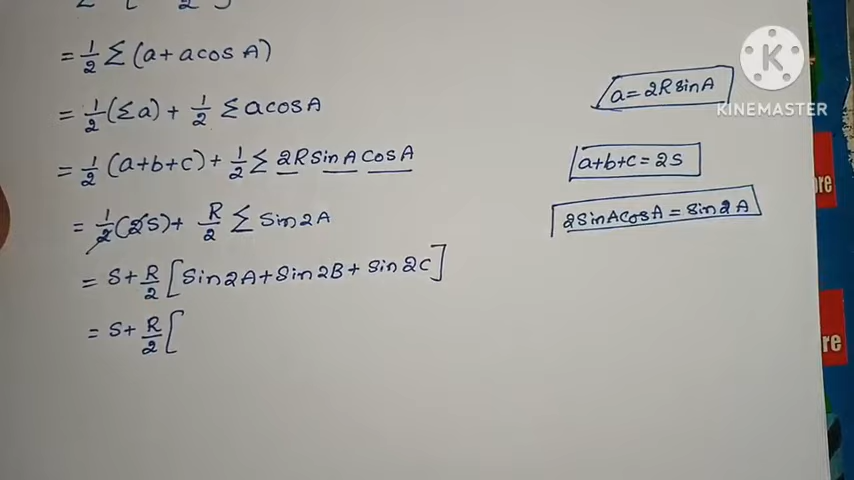 = 1/2 Σ (a + a cos A)
= 1/2 (Σa) + 1/2 Σ a cos A
= 1/2 (a+b+c) + 1/2 Σ 2R sin A cos A
= 1/2 (2S) + R/2 Σ sin 2A
= S + R/2 [sin 2A + sin 2B + sin 2C]
= S + R/2 [
a = 2R sin A
a+b+c = 2S
2 sin A cos A = sin 2A
KINEMASTER
re
re